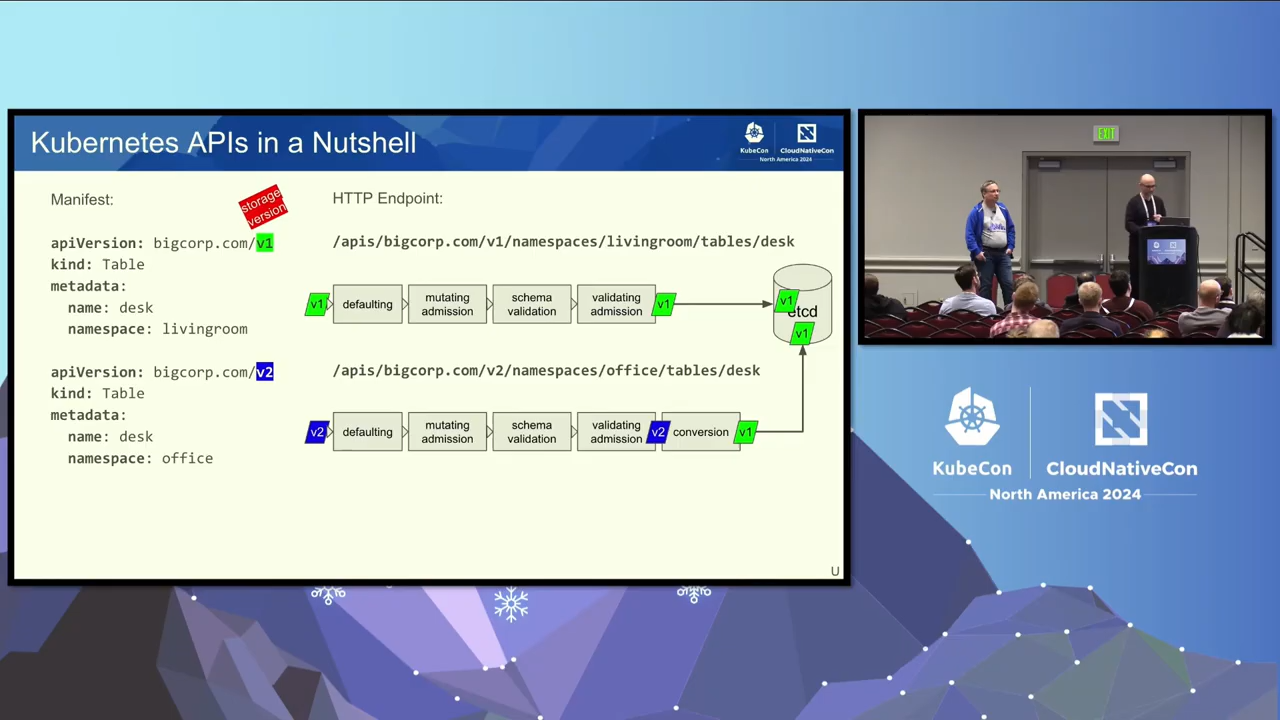 Kubernetes APIs in a Nutshell
KubeCon
CloudNativeCon
North America 2024
Manifest:
storage
version
HTTP Endpoint:
apiVersion: bigcorp.com/v1
kind: Table
metadata:
name: desk
namespace: livingroom
/apis/bigcorp.com/v1/namespaces/livingroom/tables/desk
v1
defaulting
mutating
admission
schema
validation
validating
admission
v1
v1
etcd
v1
apiVersion: bigcorp.com/v2
kind: Table
metadata:
name: desk
namespace: office
/apis/bigcorp.com/v2/namespaces/office/tables/desk
v2
defaulting
mutating
admission
schema
validation
validating
admission
v2
conversion
v1
U
EXIT
KubeCon
CloudNativeCon
North America 2024